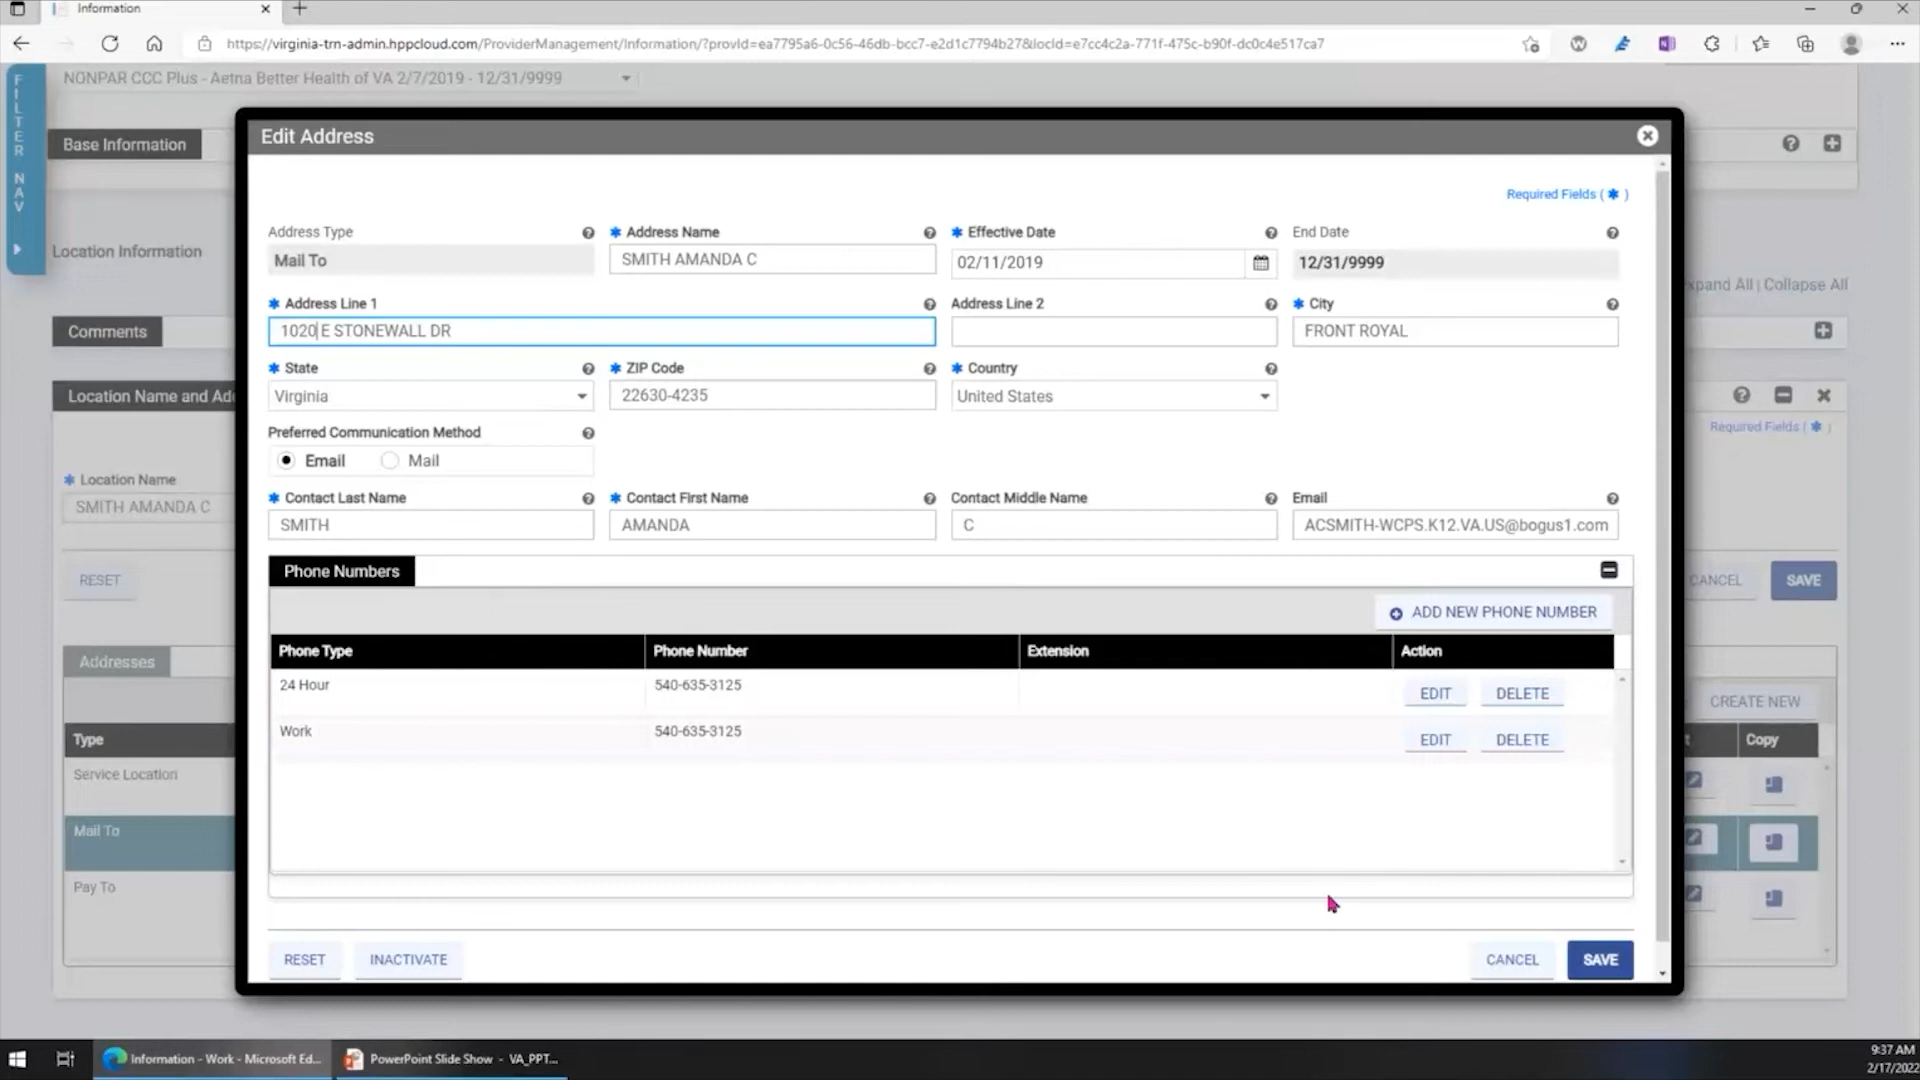 Information
https://virginia-trn-admin.hppcloud.com/ProviderManagement/Information/?provId=ea7795a6-0c56-46db-bcc7-e2d1c7794b27&locId=e7cc4c2a-771f-475c-b90f-dc0c4e517ca7
FILTER NAV
NONPAR CCC Plus - Aetna Better Health of VA 2/7/2019 - 12/31/9999
Base Information
Location Information
xpand All | Collapse All
Comments
Location Name and Add
Required Fields ( * )
* Location Name
SMITH AMANDA C
RESET
CANCEL
SAVE
Addresses
CREATE NEW
Type
t
Copy
Service Location
Mail To
Pay To
Edit Address
Required Fields ( * )
Address Type
* Address Name
* Effective Date
End Date
Mail To
SMITH AMANDA C
02/11/2019
12/31/9999
* Address Line 1
Address Line 2
* City
1020 E STONEWALL DR
FRONT ROYAL
* State
* ZIP Code
* Country
Virginia
22630-4235
United States
Preferred Communication Method
Email
Mail
* Contact Last Name
* Contact First Name
Contact Middle Name
Email
SMITH
AMANDA
C
ACSMITH-WCPS.K12.VA.US@bogus1.com
Phone Numbers
ADD NEW PHONE NUMBER
Phone Type
Phone Number
Extension
Action
24 Hour
540-635-3125
EDIT
DELETE
Work
540-635-3125
EDIT
DELETE
RESET
INACTIVATE
CANCEL
SAVE
Information - Work - Microsoft Ed...
PowerPoint Slide Show - VA_PPT...
9:37 AM
2/17/2022